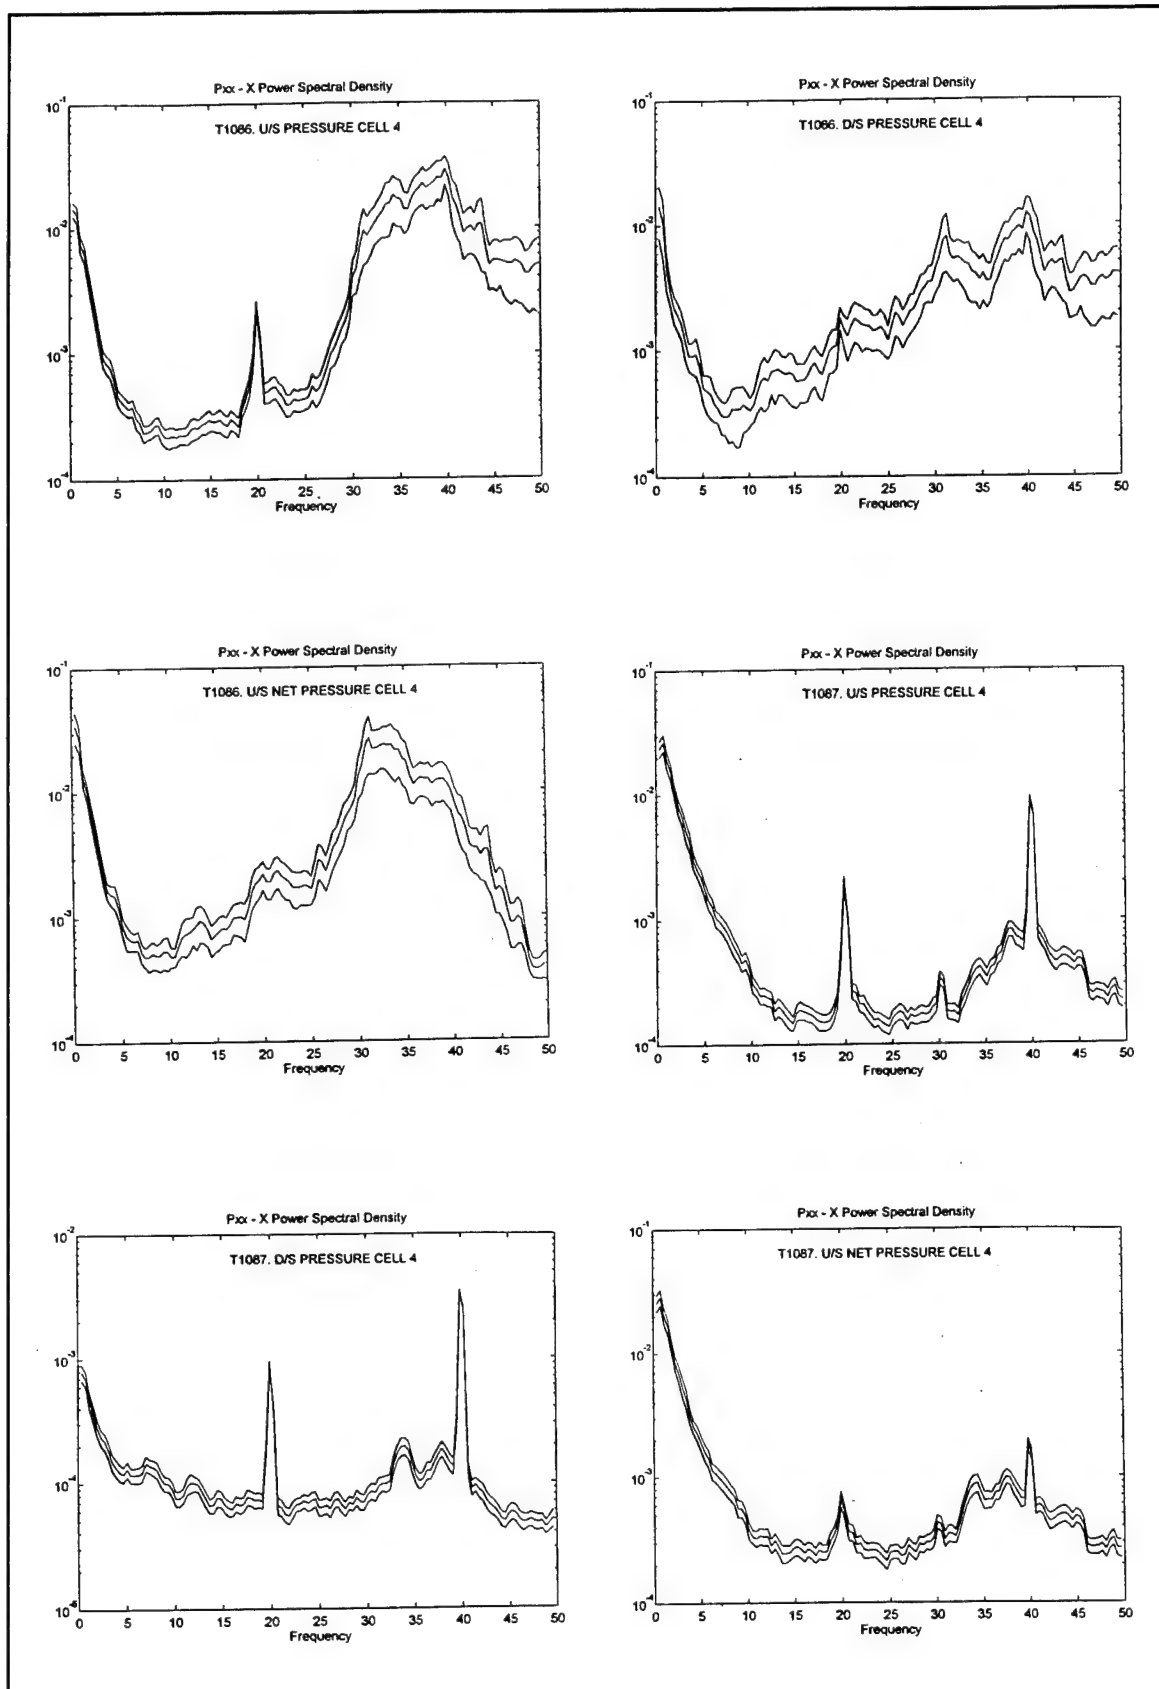 Pxx - X Power Spectral Density
T1086. U/S PRESSURE CELL 4
10-1
10-2
10-3
10-4
0 5 10 15 20 25 30 35 40 45 50
Frequency
Pxx - X Power Spectral Density
T1086. D/S PRESSURE CELL 4
10-1
10-2
10-3
10
0 5 10 15 20 25 30 35 40 45 50
Frequency
Pxx - X Power Spectral Density
T1086. U/S NET PRESSURE CELL 4
10-1
10-2
10-3
10-4
0 5 10 15 20 25 30 35 40 45 50
Frequency
Pxx - X Power Spectral Density
T1087. U/S PRESSURE CELL 4
10-1
10-2
10-3
10-4
0 5 10 15 20 25 30 35 40 45 50
Frequency
Pxx - X Power Spectral Density
T1087. D/S PRESSURE CELL 4
10-2
10-3
10-4
10-5
0 5 10 15 20 25 30 35 40 45 50
Frequency
Pxx - X Power Spectral Density
T1087. U/S NET PRESSURE CELL 4
10-1
10-2
10-3
10-4
0 5 10 15 20 25 30 35 40 45 50
Frequency